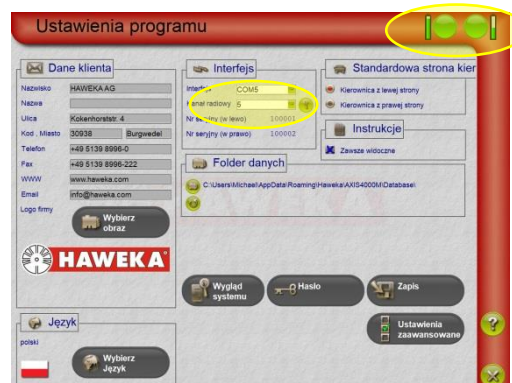 Ustawienia programu
Dane klienta
Nazwisko HAWEKA AG
Nazwa
Ulica Kokenhorststr. 4
Kod , Miasto 30938 Burgwedel
Telefon +49 5139 8996-0
Fax +49 5139 8996-222
WWW www.haweka.com
Email info@haweka.com
Logo firmy
Wybierz
obraz
HAWEKA
Język
polski
Wybierz
Język
Interfejs
Interfejs COM5
Kanał radiowy 5
Nr seryjny (w lewo) 100001
Nr seryjny (w prawo) 100002
Folder danych
C:\Users\Michael\AppData\Roaming\Haweka\AXIS4000M\Database\
Standardowa strona kier
Kierownica z lewej strony
Kierownica z prawej strony
Instrukcje
Zawsze widoczne
Wygląd
systemu
Hasło
Zapis
Ustawienia
zaawansowane